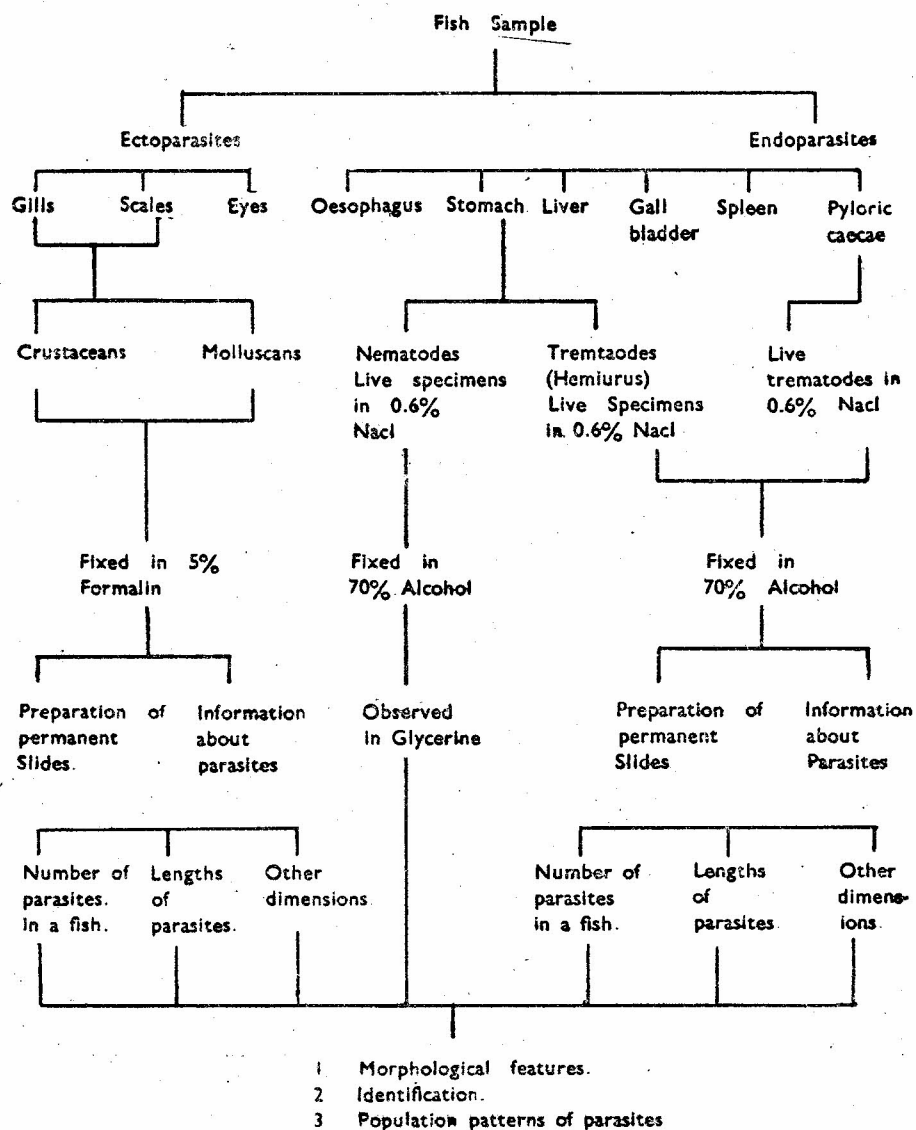 Fish Sample
Ectoparasites
Endoparasites
Gills
Scales
Eyes
Oesophagus
Stomach
Liver
Gall
bladder
Spleen
Pyloric
caecae
Crustaceans
Molluscans
Nematodes
Live specimens
in 0.6%
Nacl
Tremtaodes
(Hemiurus)
Live Specimens
in 0.6% Nacl
Live
trematodes in
0.6% Nacl
Fixed in 5%
Formalin
Fixed in
70% Alcohol
Fixed in
70% Alcohol
Preparation of
permanent
Slides.
Information
about
parasites
Observed
in Glycerine
Preparation of
permanent
Slides
Information
about
Parasites
Number of
parasites.
in a fish.
Lengths
of
parasites.
Other
dimensions
Number of
parasites
in a fish.
Lengths
of
parasites
Other
dimens-
ions.
1 Morphological features.
2 Identification.
3 Population patterns of parasites